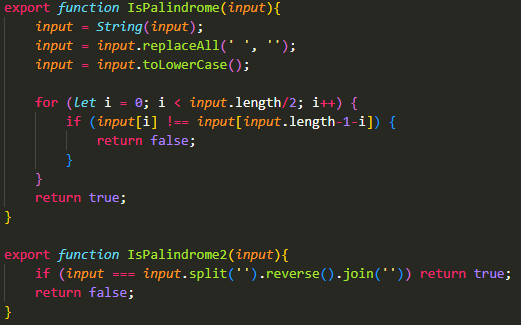 export function IsPalindrome(input){
    input = String(input);
    input = input.replaceAll(' ', '');
    input = input.toLowerCase();

    for (let i = 0; i < input.length/2; i++) {
        if (input[i] !== input[input.length-1-i]) {
            return false;
        }
    }
    return true;
}

export function IsPalindrome2(input){
    if (input === input.split('').reverse().join('')) return true;
    return false;
}